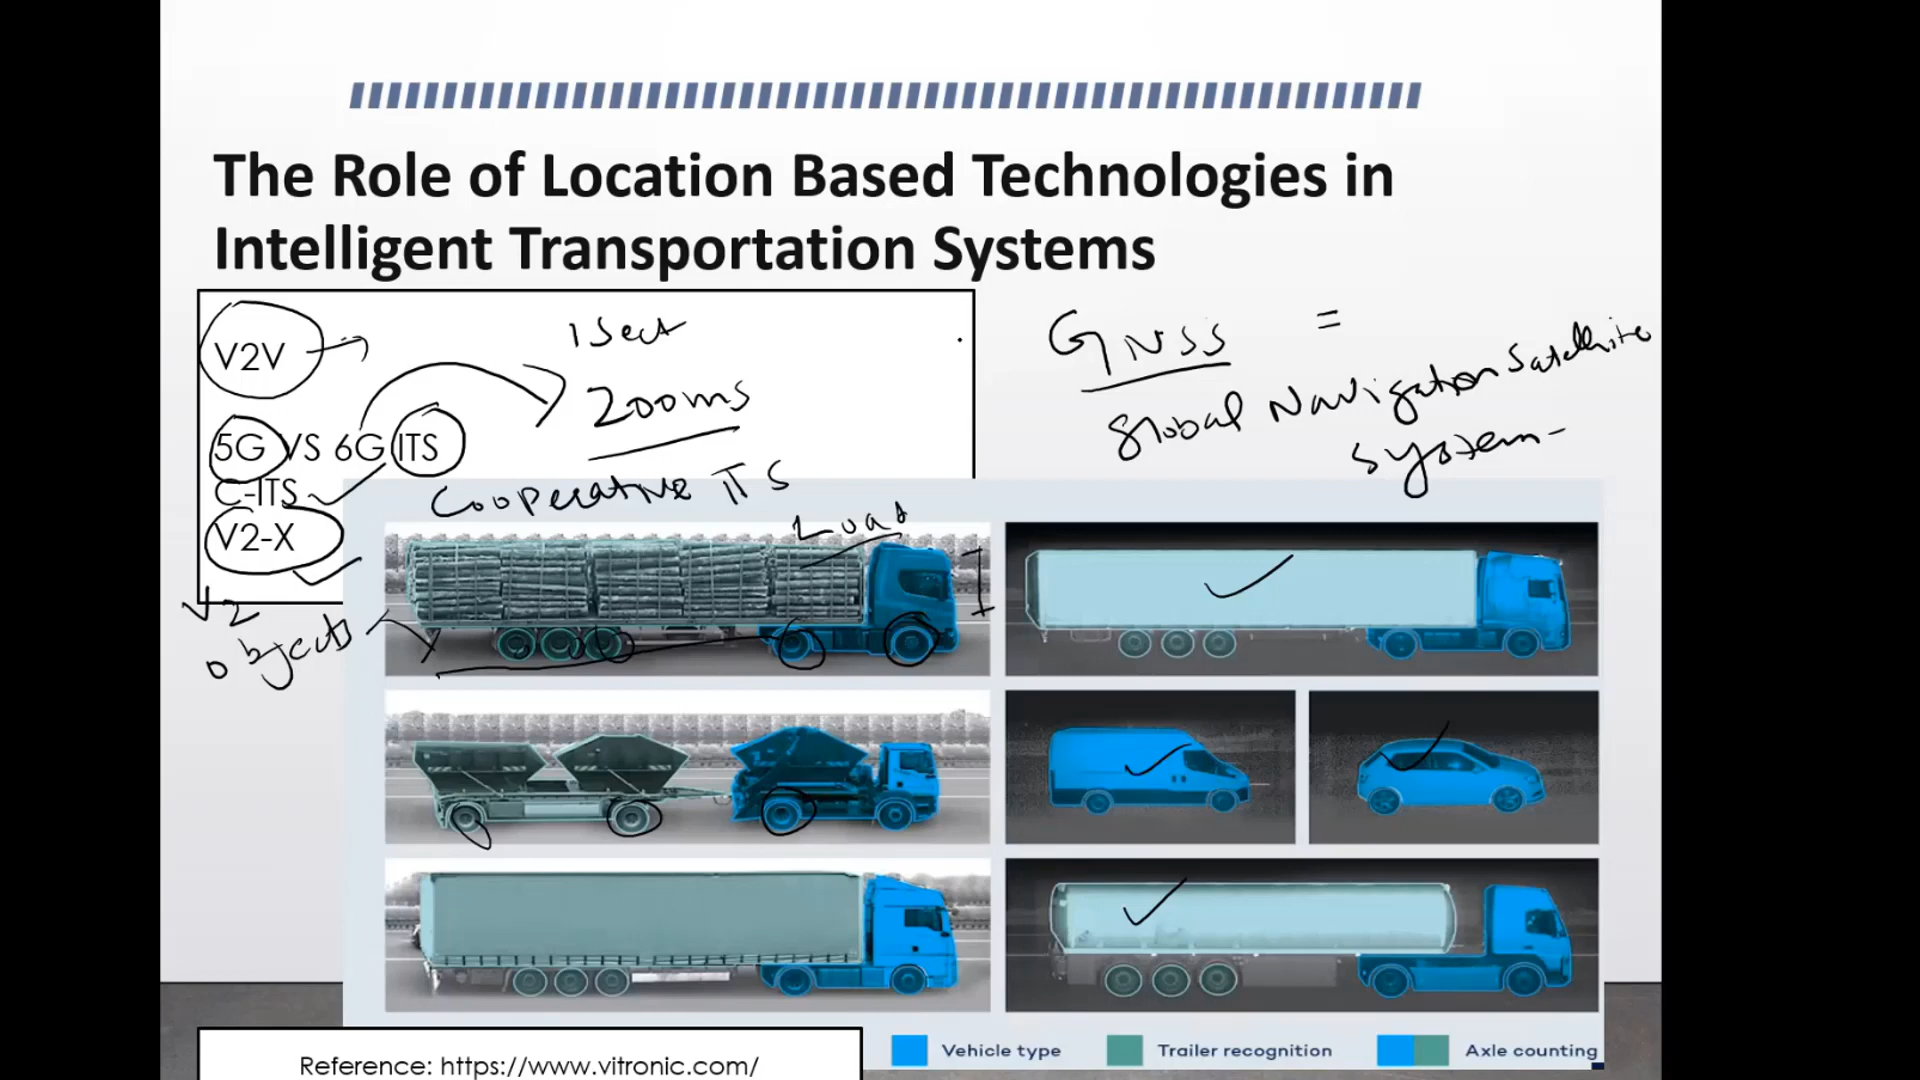 The Role of Location Based Technologies in
Intelligent Transportation Systems
V2V
1 Sec
200ms
5G VS 6G ITS
C-ITS
Cooperative ITS
V2-X
V2
objects
Load
GNSS =
Global Navigation Satellite
System
Vehicle type
Trailer recognition
Axle counting
Reference: https://www.vitronic.com/